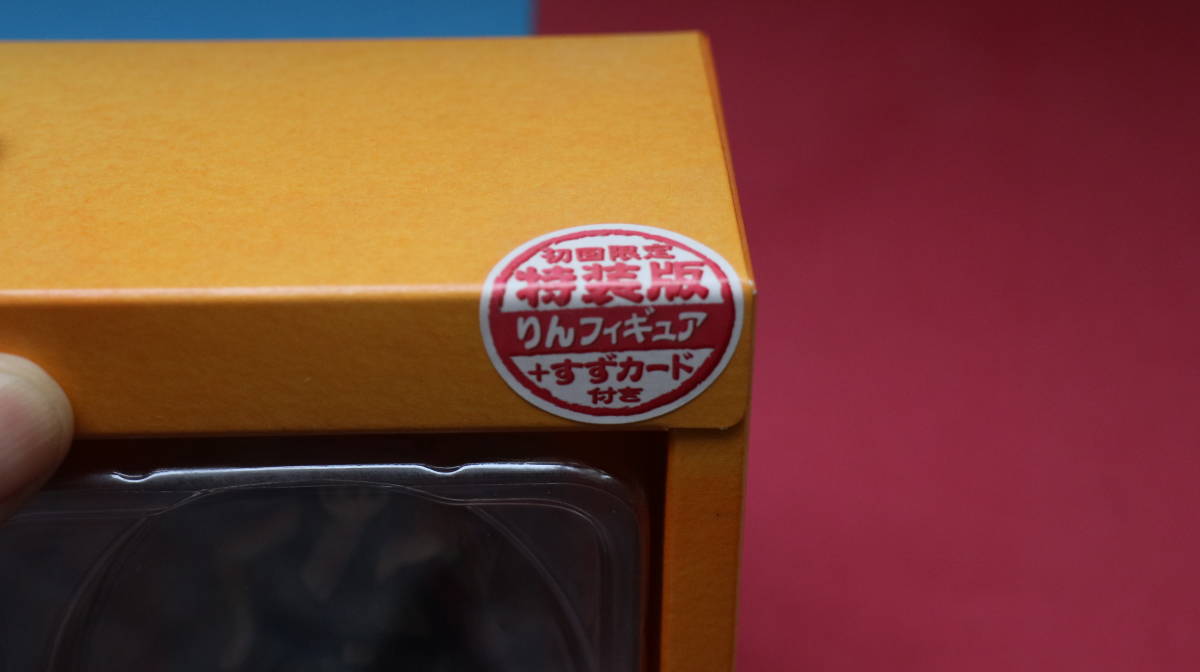 初回限定
特装版
りんフィギュア
+すずカード
付き